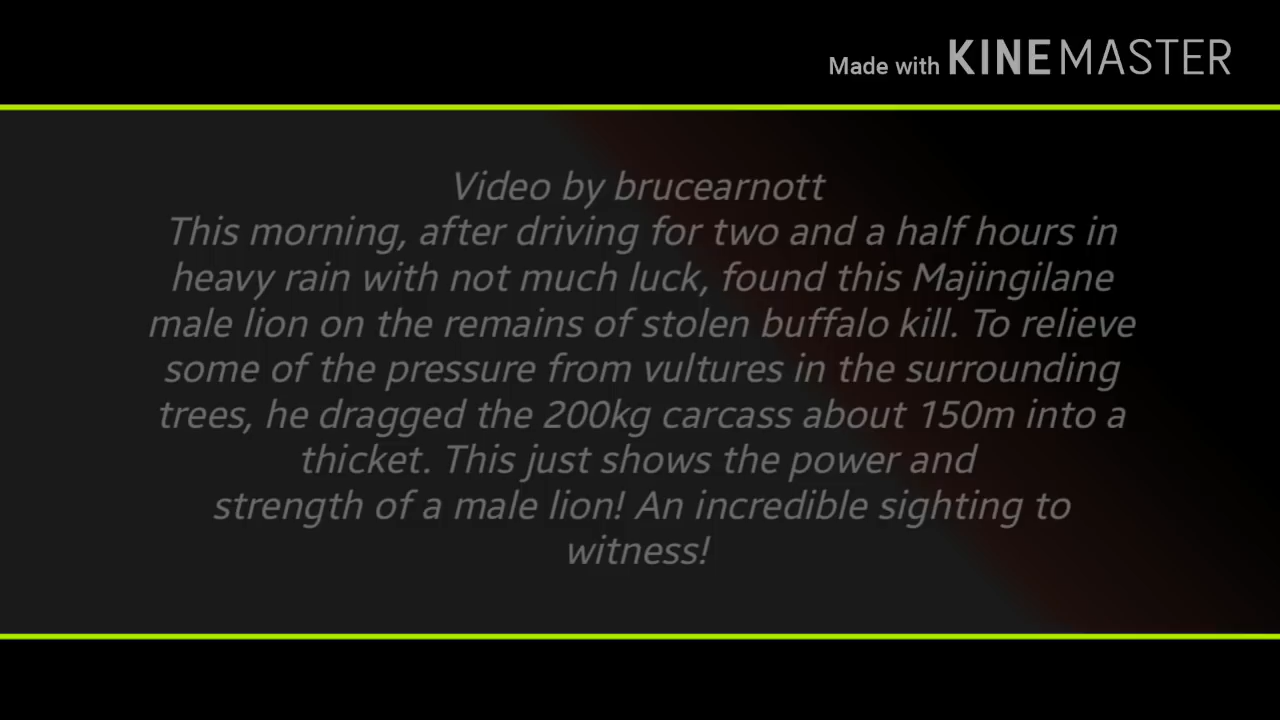 Made with KINEMASTER
Video by brucearnott
This morning, after driving for two and a half hours in
heavy rain with not much luck, found this Majingilane
male lion on the remains of stolen buffalo kill. To relieve
some of the pressure from vultures in the surrounding
trees, he dragged the 200kg carcass about 150m into a
thicket. This just shows the power and
strength of a male lion! An incredible sighting to
witness!